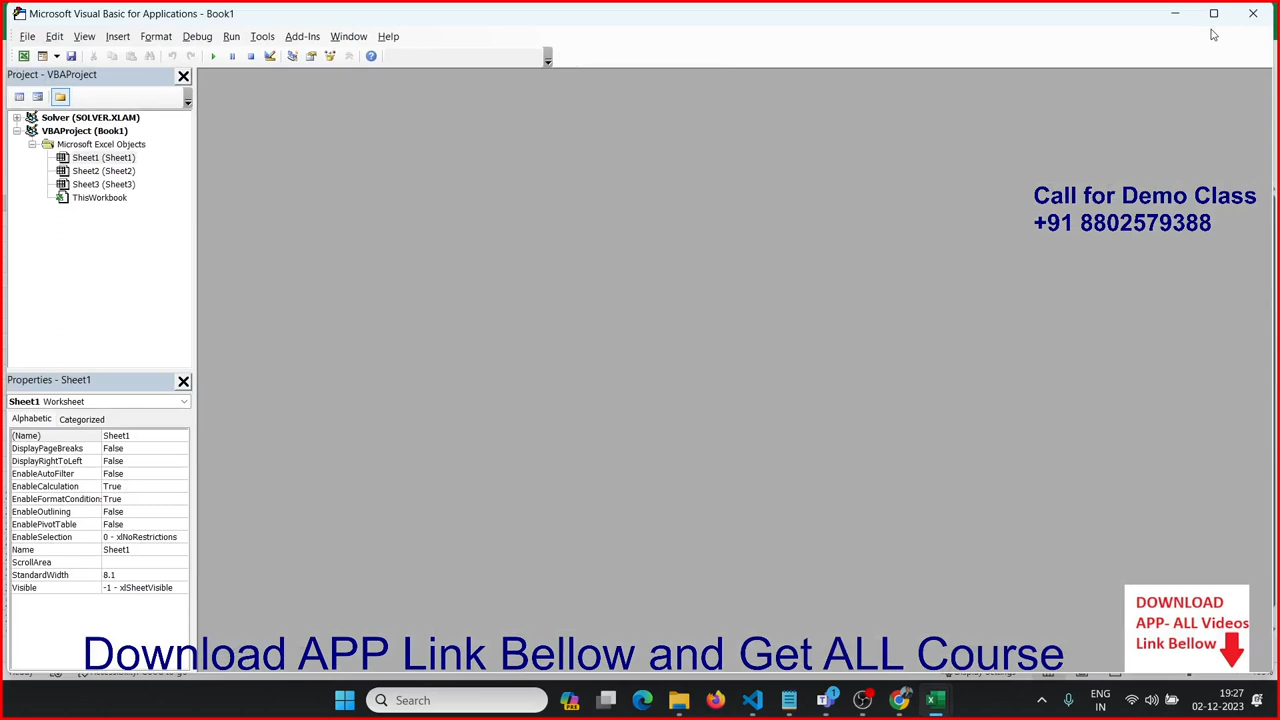 Microsoft Visual Basic for Applications - Book1
File Edit View Insert Format Debug Run Tools Add-Ins Window Help
Project - VBAProject
Solver (SOLVER.XLAM)
VBAProject (Book1)
Microsoft Excel Objects
Sheet1 (Sheet1)
Sheet2 (Sheet2)
Sheet3 (Sheet3)
ThisWorkbook
Call for Demo Class
+91 8802579388
Properties - Sheet1
Sheet1 Worksheet
Alphabetic Categorized
(Name) Sheet1
DisplayPageBreaks False
DisplayRightToLeft False
EnableAutoFilter False
EnableCalculation True
EnableFormatConditions True
EnableOutlining False
EnablePivotTable False
EnableSelection 0 - xlNoRestrictions
Name Sheet1
ScrollArea
StandardWidth 8.1
Visible -1 - xlSheetVisible
DOWNLOAD
APP- ALL Videos
Link Bellow
Download APP Link Bellow and Get ALL Course
Search
PRE
1
ENG
IN
19:27
02-12-2023